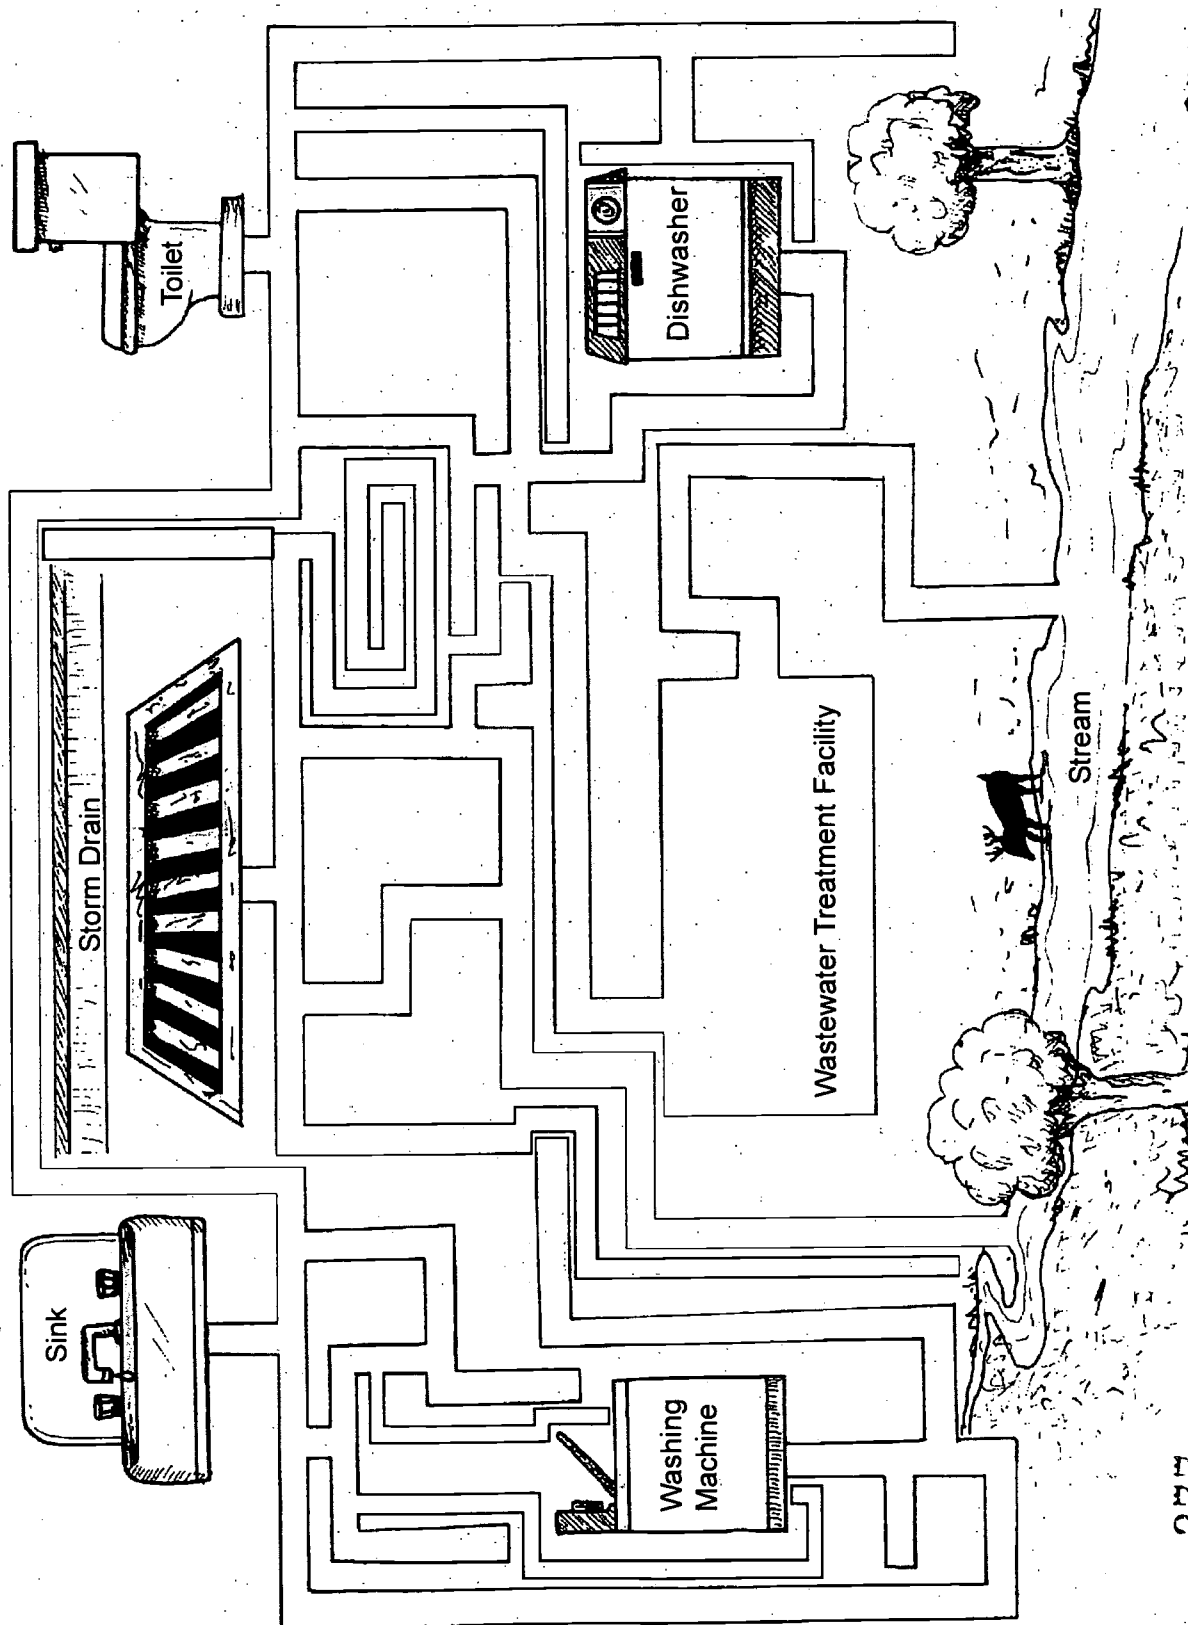 Toilet
Dishwasher
Storm Drain
Sink
Washing
Machine
Wastewater Treatment Facility
Stream